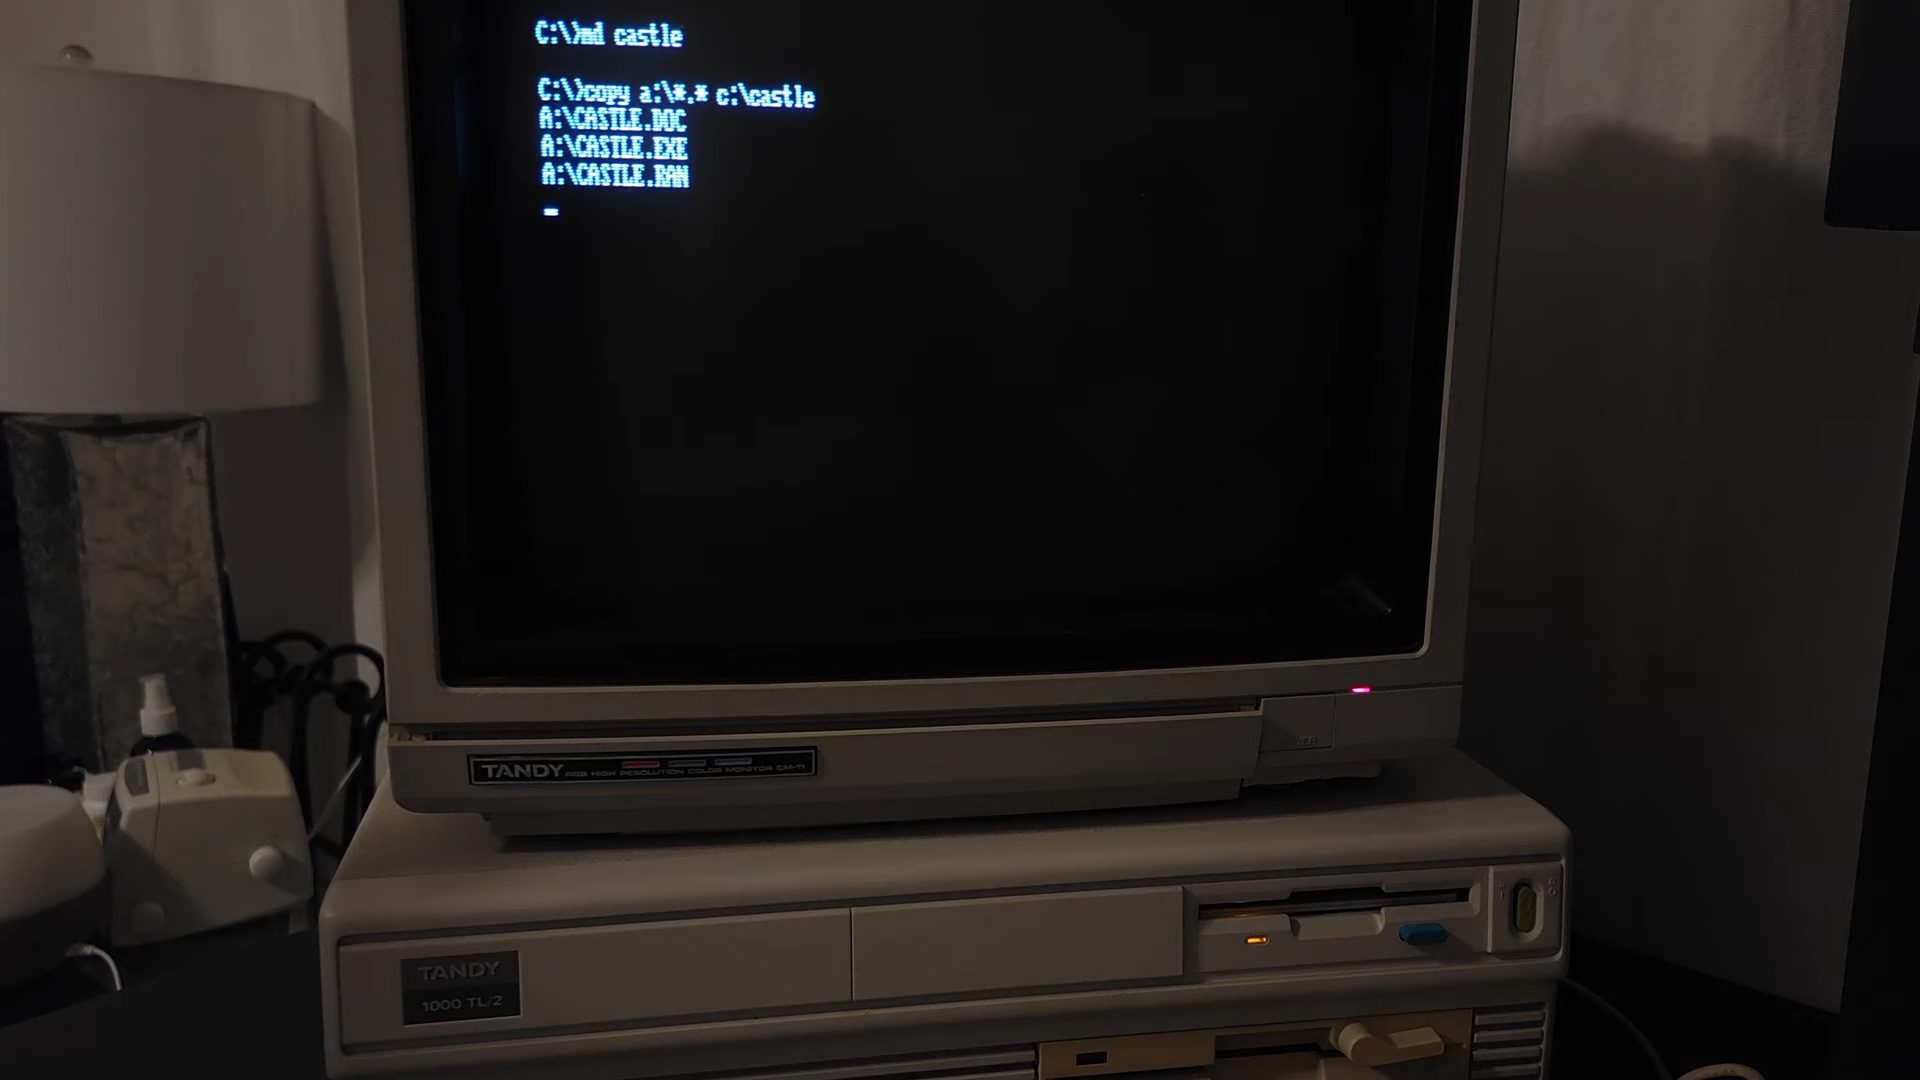 C:\>md castle
C:\>copy a:\*.* c:\castle
A:\CASTLE.DOC
A:\CASTLE.EXE
A:\CASTLE.RAN
TANDY RGB HIGH RESOLUTION COLOR MONITOR CM-11
TANDY
1000 TL/2